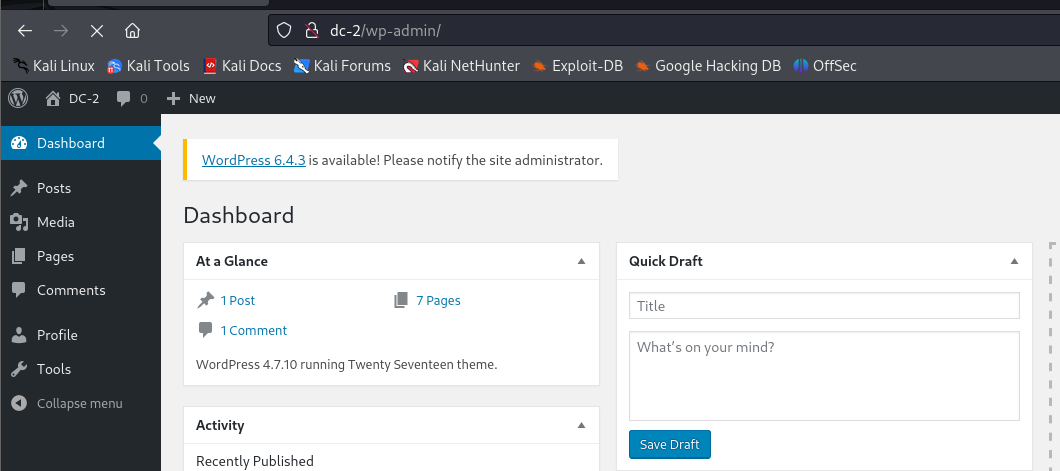 dc-2/wp-admin/
Kali Linux Kali Tools Kali Docs Kali Forums Kali NetHunter Exploit-DB Google Hacking DB OffSec
DC-2 0 New
Dashboard
Posts
Media
Pages
Comments
Profile
Tools
Collapse menu
WordPress 6.4.3 is available! Please notify the site administrator.
Dashboard
At a Glance
1 Post 7 Pages
1 Comment
WordPress 4.7.10 running Twenty Seventeen theme.
Activity
Recently Published
Quick Draft
Title
What's on your mind?
Save Draft